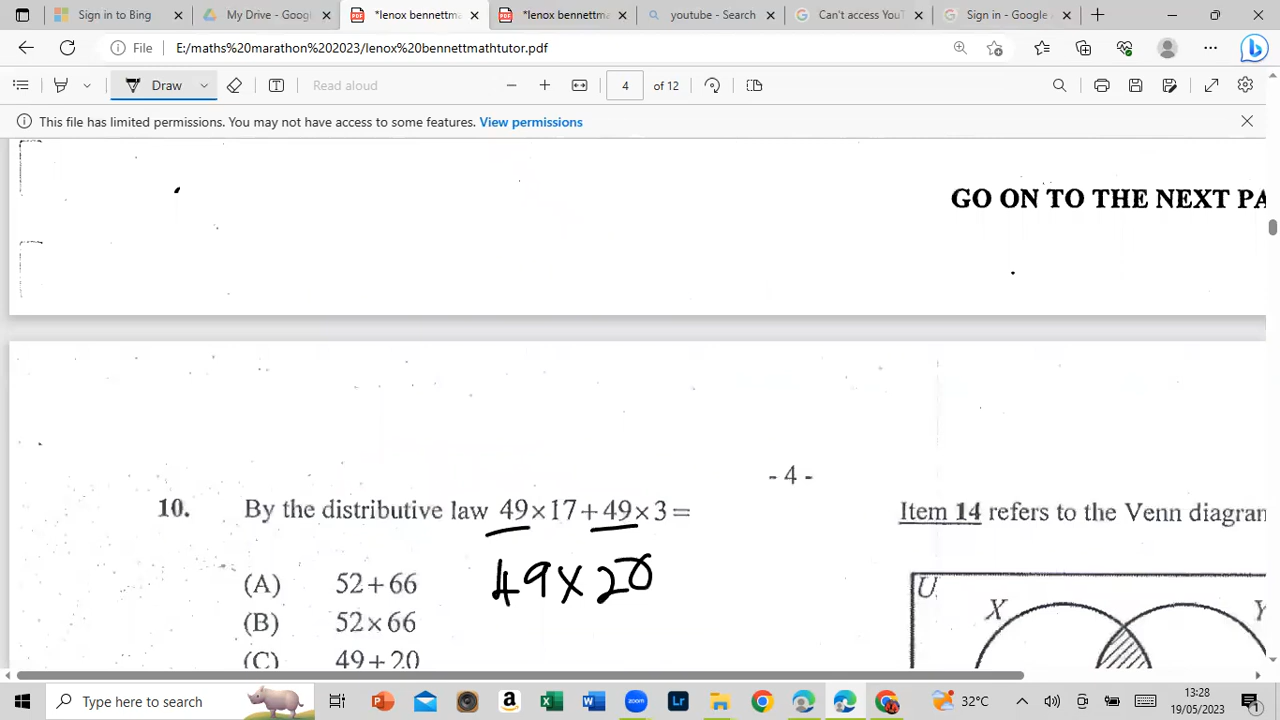 Sign in to Bing
My Drive - Google
*lenox bennettma
*lenox bennettma
youtube - Search
Can't access YouT
Sign in - Google
File
E:/maths%20marathon%202023/lenox%20bennettmathtutor.pdf
Draw
Read aloud
4
of 12
This file has limited permissions. You may not have access to some features. View permissions
GO ON TO THE NEXT PA
- 4 -
10. By the distributive law 49×17+49×3=
49×20
(A) 52+66
(B) 52×66
(C) 49+20
Item 14 refers to the Venn diagram
U
X
Y
Type here to search
32°C
13:28
19/05/2023